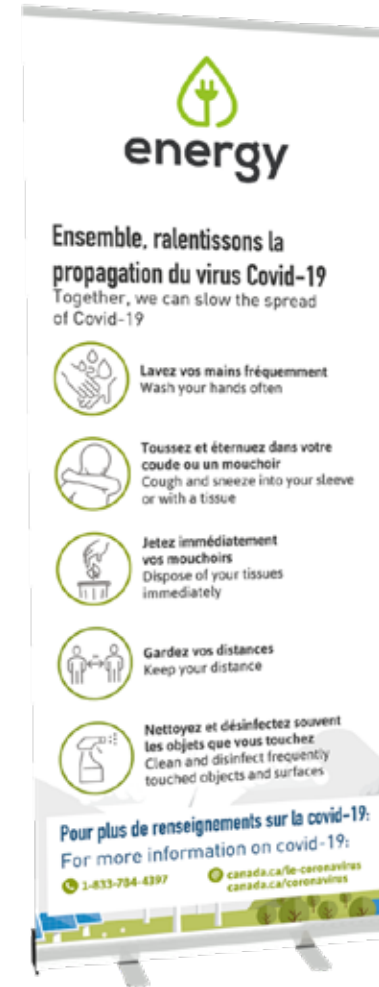 energy
Ensemble, ralentissons la
propagation du virus Covid-19
Together, we can slow the spread
of Covid-19
Lavez vos mains fréquemment
Wash your hands often
Toussez et éternuez dans votre
coude ou un mouchoir
Cough and sneeze into your sleeve
or with a tissue
Jetez immédiatement
vos mouchoirs
Dispose of your tissues
immediately
Gardez vos distances
Keep your distance
Nettoyez et désinfectez souvent
les objets que vous touchez
Clean and disinfect frequently
touched objects and surfaces
Pour plus de renseignements sur la covid-19:
For more information on covid-19:
1-833-784-4397
canada.ca/le-coronavirus
canada.ca/coronavirus